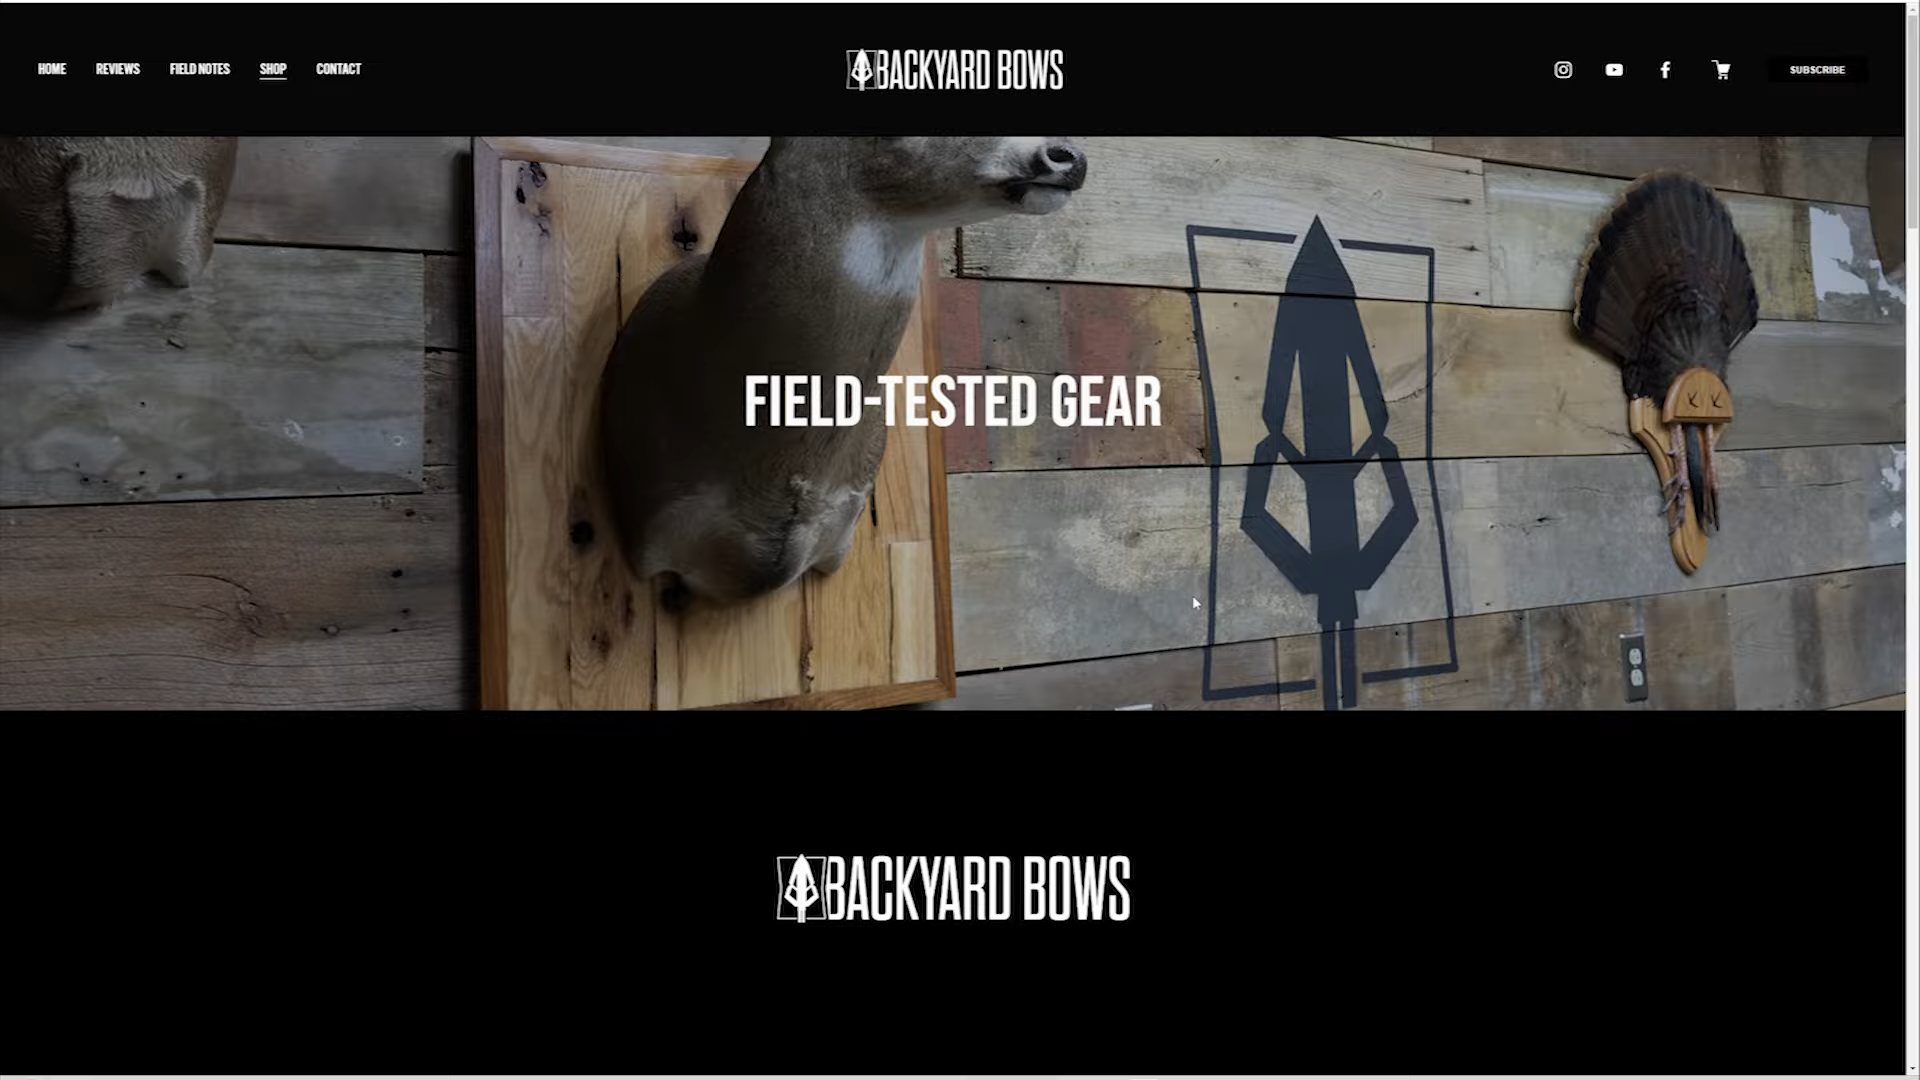 HOME REVIEWS FIELD NOTES SHOP CONTACT
BACKYARD BOWS
SUBSCRIBE
FIELD-TESTED GEAR
BACKYARD BOWS